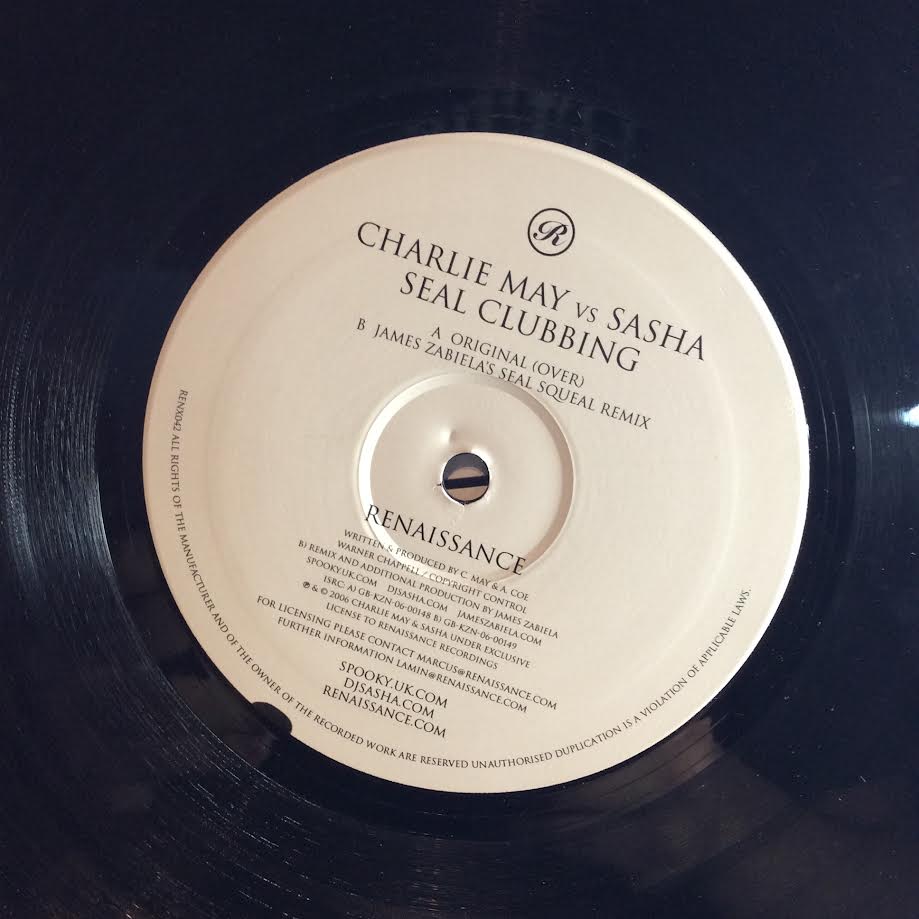 R
CHARLIE MAY VS SASHA
SEAL CLUBBING
A ORIGINAL (OVER)
B JAMES ZABIELA'S SEAL SQUEAL REMIX
RENAISSANCE
WRITTEN & PRODUCED BY C. MAY & A. COE
WARNER CHAPPELL / COPYRIGHT CONTROL
B) REMIX AND ADDITIONAL PRODUCTION BY JAMES ZABIELA
SPOOKY.UK.COM DJSASHA.COM JAMESZABIELA.COM
ISRC: A) GB-KZN-06-00148 B) GB-KZN-06-00149
℗ & © 2006 CHARLIE MAY & SASHA UNDER EXCLUSIVE
LICENSE TO RENAISSANCE RECORDINGS
FOR LICENSING PLEASE CONTACT MARCUS@RENAISSANCE.COM
FURTHER INFORMATION IAMIN@RENAISSANCE.COM
SPOOKY.UK.COM
DJSASHA.COM
RENAISSANCE.COM
RENX042 ALL RIGHTS OF THE MANUFACTURER AND OF THE OWNER OF THE RECORDED WORK ARE RESERVED UNAUTHORISED DUPLICATION IS A VIOLATION OF APPLICABLE LAWS.